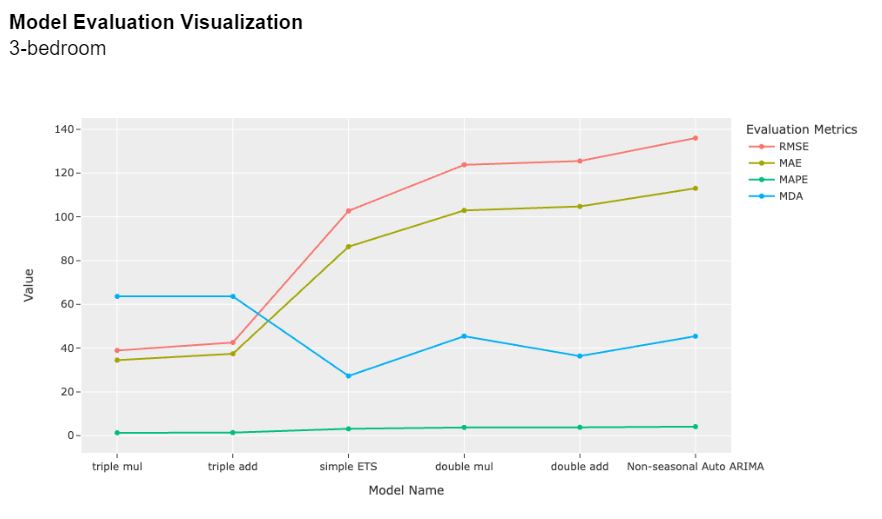 Model Evaluation Visualization
3-bedroom
Evaluation Metrics
RMSE
MAE
MAPE
MDA
Value
140
120
100
80
60
40
20
0
triple mul
triple add
simple ETS
double mul
double add
Non-seasonal Auto ARIMA
Model Name